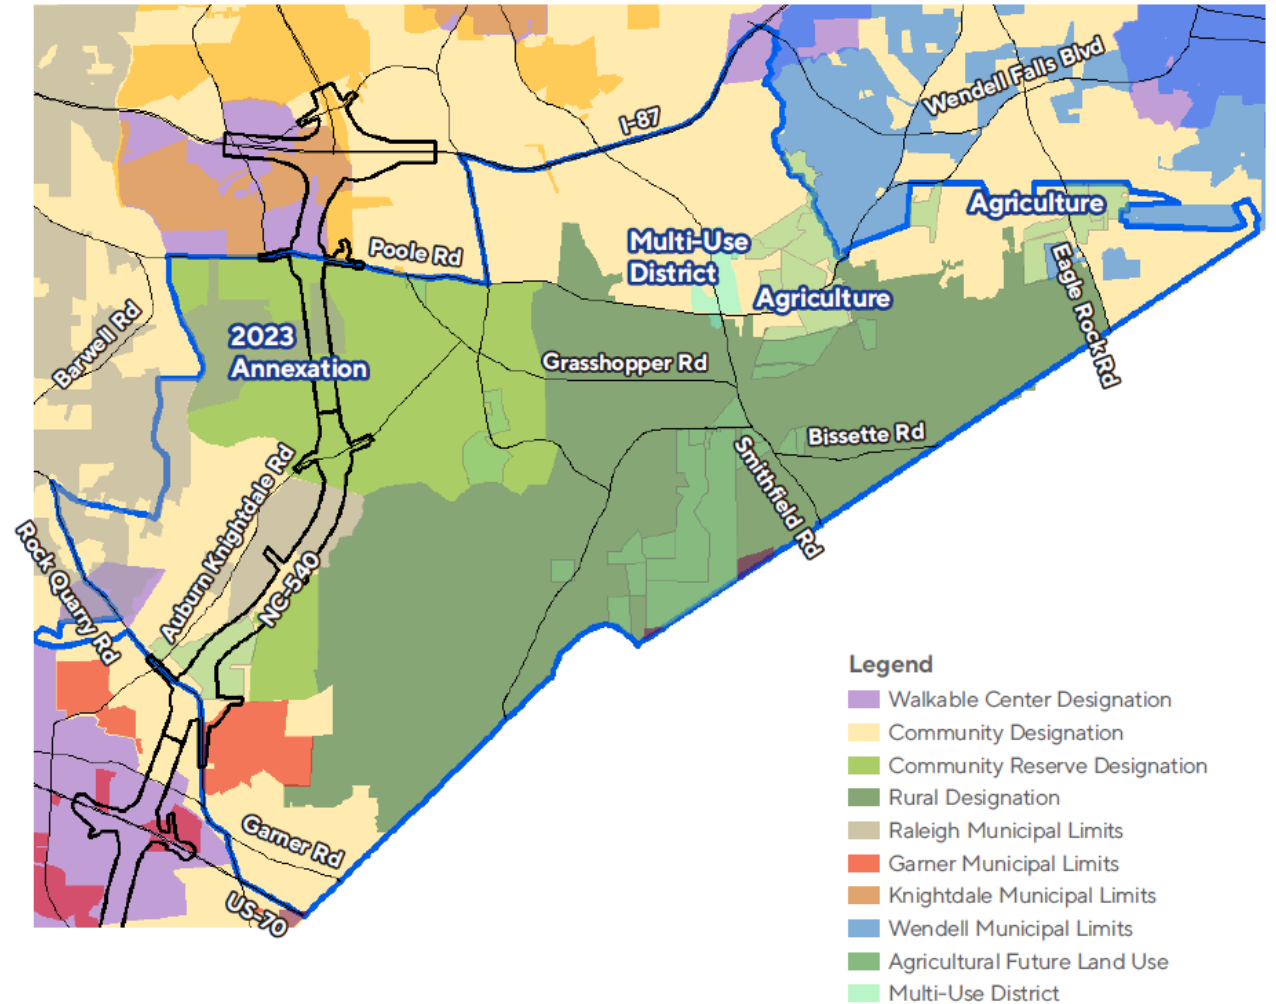 Wendell Falls Blvd
I-87
Agriculture
Multi-Use
District
Poole Rd
Agriculture
Eagle Rock Rd
Barwell Rd
2023
Annexation
Grasshopper Rd
Bissette Rd
Smithfield Rd
Auburn Knightdale Rd
Rock Quarry Rd
NC-540
Garner Rd
US-70
Legend
Walkable Center Designation
Community Designation
Community Reserve Designation
Rural Designation
Raleigh Municipal Limits
Garner Municipal Limits
Knightdale Municipal Limits
Wendell Municipal Limits
Agricultural Future Land Use
Multi-Use District